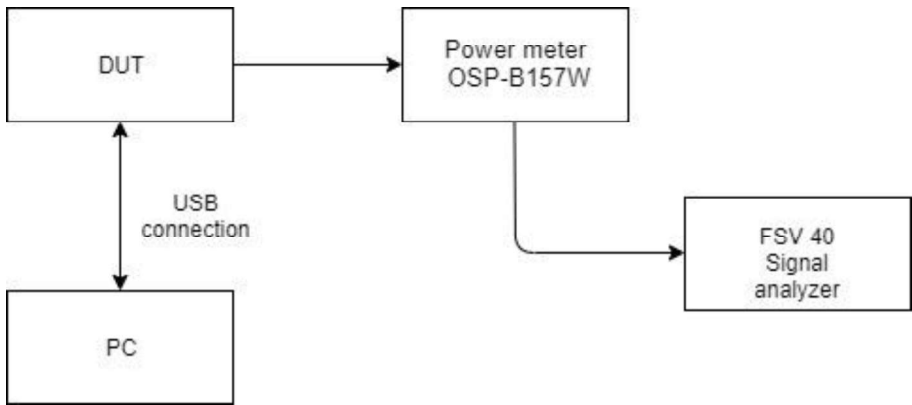 DUT
Power meter
OSP-B157W
USB
connection
FSV 40
Signal
analyzer
PC